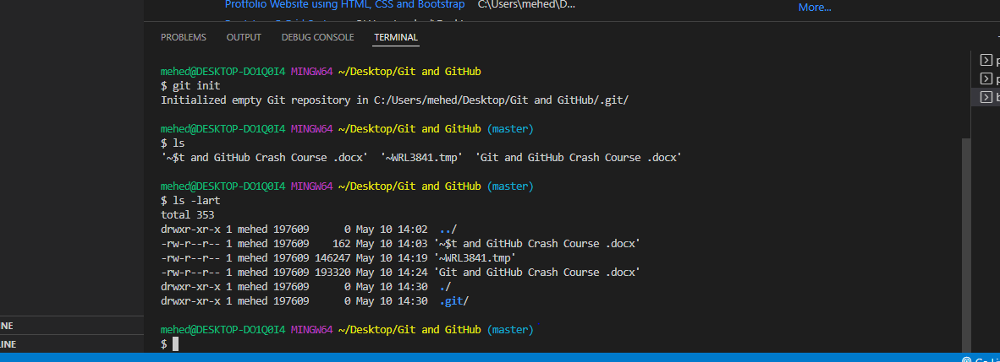 Proffolio Website using HTML, CSS and Bootstrap C:\Users\mehed\D...
More...
PROBLEMS OUTPUT DEBUG CONSOLE TERMINAL
mehed@DESKTOP-DO1Q0I4 MINGW64 ~/Desktop/Git and GitHub
$ git init
Initialized empty Git repository in C:/Users/mehed/Desktop/Git and GitHub/.git/
mehed@DESKTOP-DO1Q0I4 MINGW64 ~/Desktop/Git and GitHub (master)
$ ls
'~$t and GitHub Crash Course .docx' '~WRL3841.tmp' 'Git and GitHub Crash Course .docx'
mehed@DESKTOP-DO1Q0I4 MINGW64 ~/Desktop/Git and GitHub (master)
$ ls -lart
total 353
drwxr-xr-x 1 mehed 197609 0 May 10 14:02 ../
-rw-r--r-- 1 mehed 197609 162 May 10 14:03 '~$t and GitHub Crash Course .docx'
-rw-r--r-- 1 mehed 197609 146247 May 10 14:19 '~WRL3841.tmp'
-rw-r--r-- 1 mehed 197609 193320 May 10 14:24 'Git and GitHub Crash Course .docx'
drwxr-xr-x 1 mehed 197609 0 May 10 14:30 ./
drwxr-xr-x 1 mehed 197609 0 May 10 14:30 .git/
mehed@DESKTOP-DO1Q0I4 MINGW64 ~/Desktop/Git and GitHub (master)
$
NE
LINE